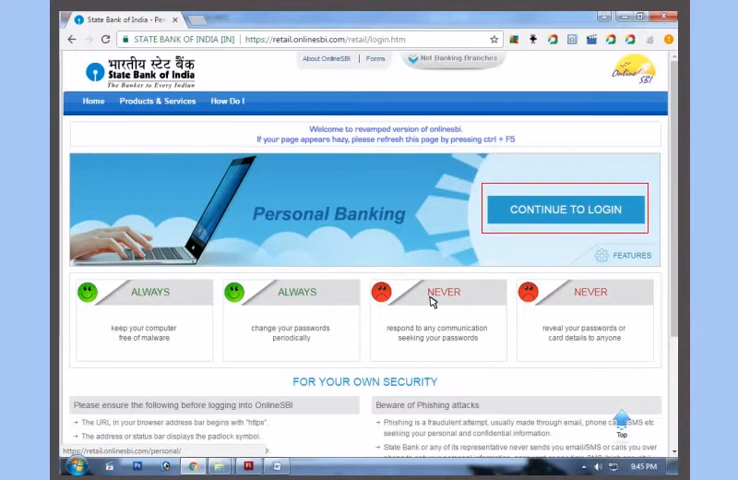 State Bank of India - Per
STATE BANK OF INDIA [IN]
https://retail.onlinesbi.com/retail/login.htm
भारतीय स्टेट बैंक
State Bank of India
The Banker to Every Indian
About OnlineSBI | Forms
Net Banking Branches
Online SBI
Home Products & Services How Do I
Welcome to revamped version of onlinesbi.
If your page appears hazy, please refresh this page by pressing ctrl + F5
Personal Banking
CONTINUE TO LOGIN
FEATURES
ALWAYS
keep your computer
free of malware
ALWAYS
change your passwords
periodically
NEVER
respond to any communication
seeking your passwords
NEVER
reveal your passwords or
card details to anyone
FOR YOUR OWN SECURITY
Please ensure the following before logging into OnlineSBI
The URL in your browser address bar begins with "https".
The address or status bar displays the padlock symbol.
Beware of Phishing attacks
Phishing is a fraudulent attempt, usually made through email, phone calls, SMS etc
seeking your personal and confidential information.
State Bank or any of its representative never sends you email/SMS or calls you over
Top
https://retail.onlinesbi.com/personal/
9:45 PM